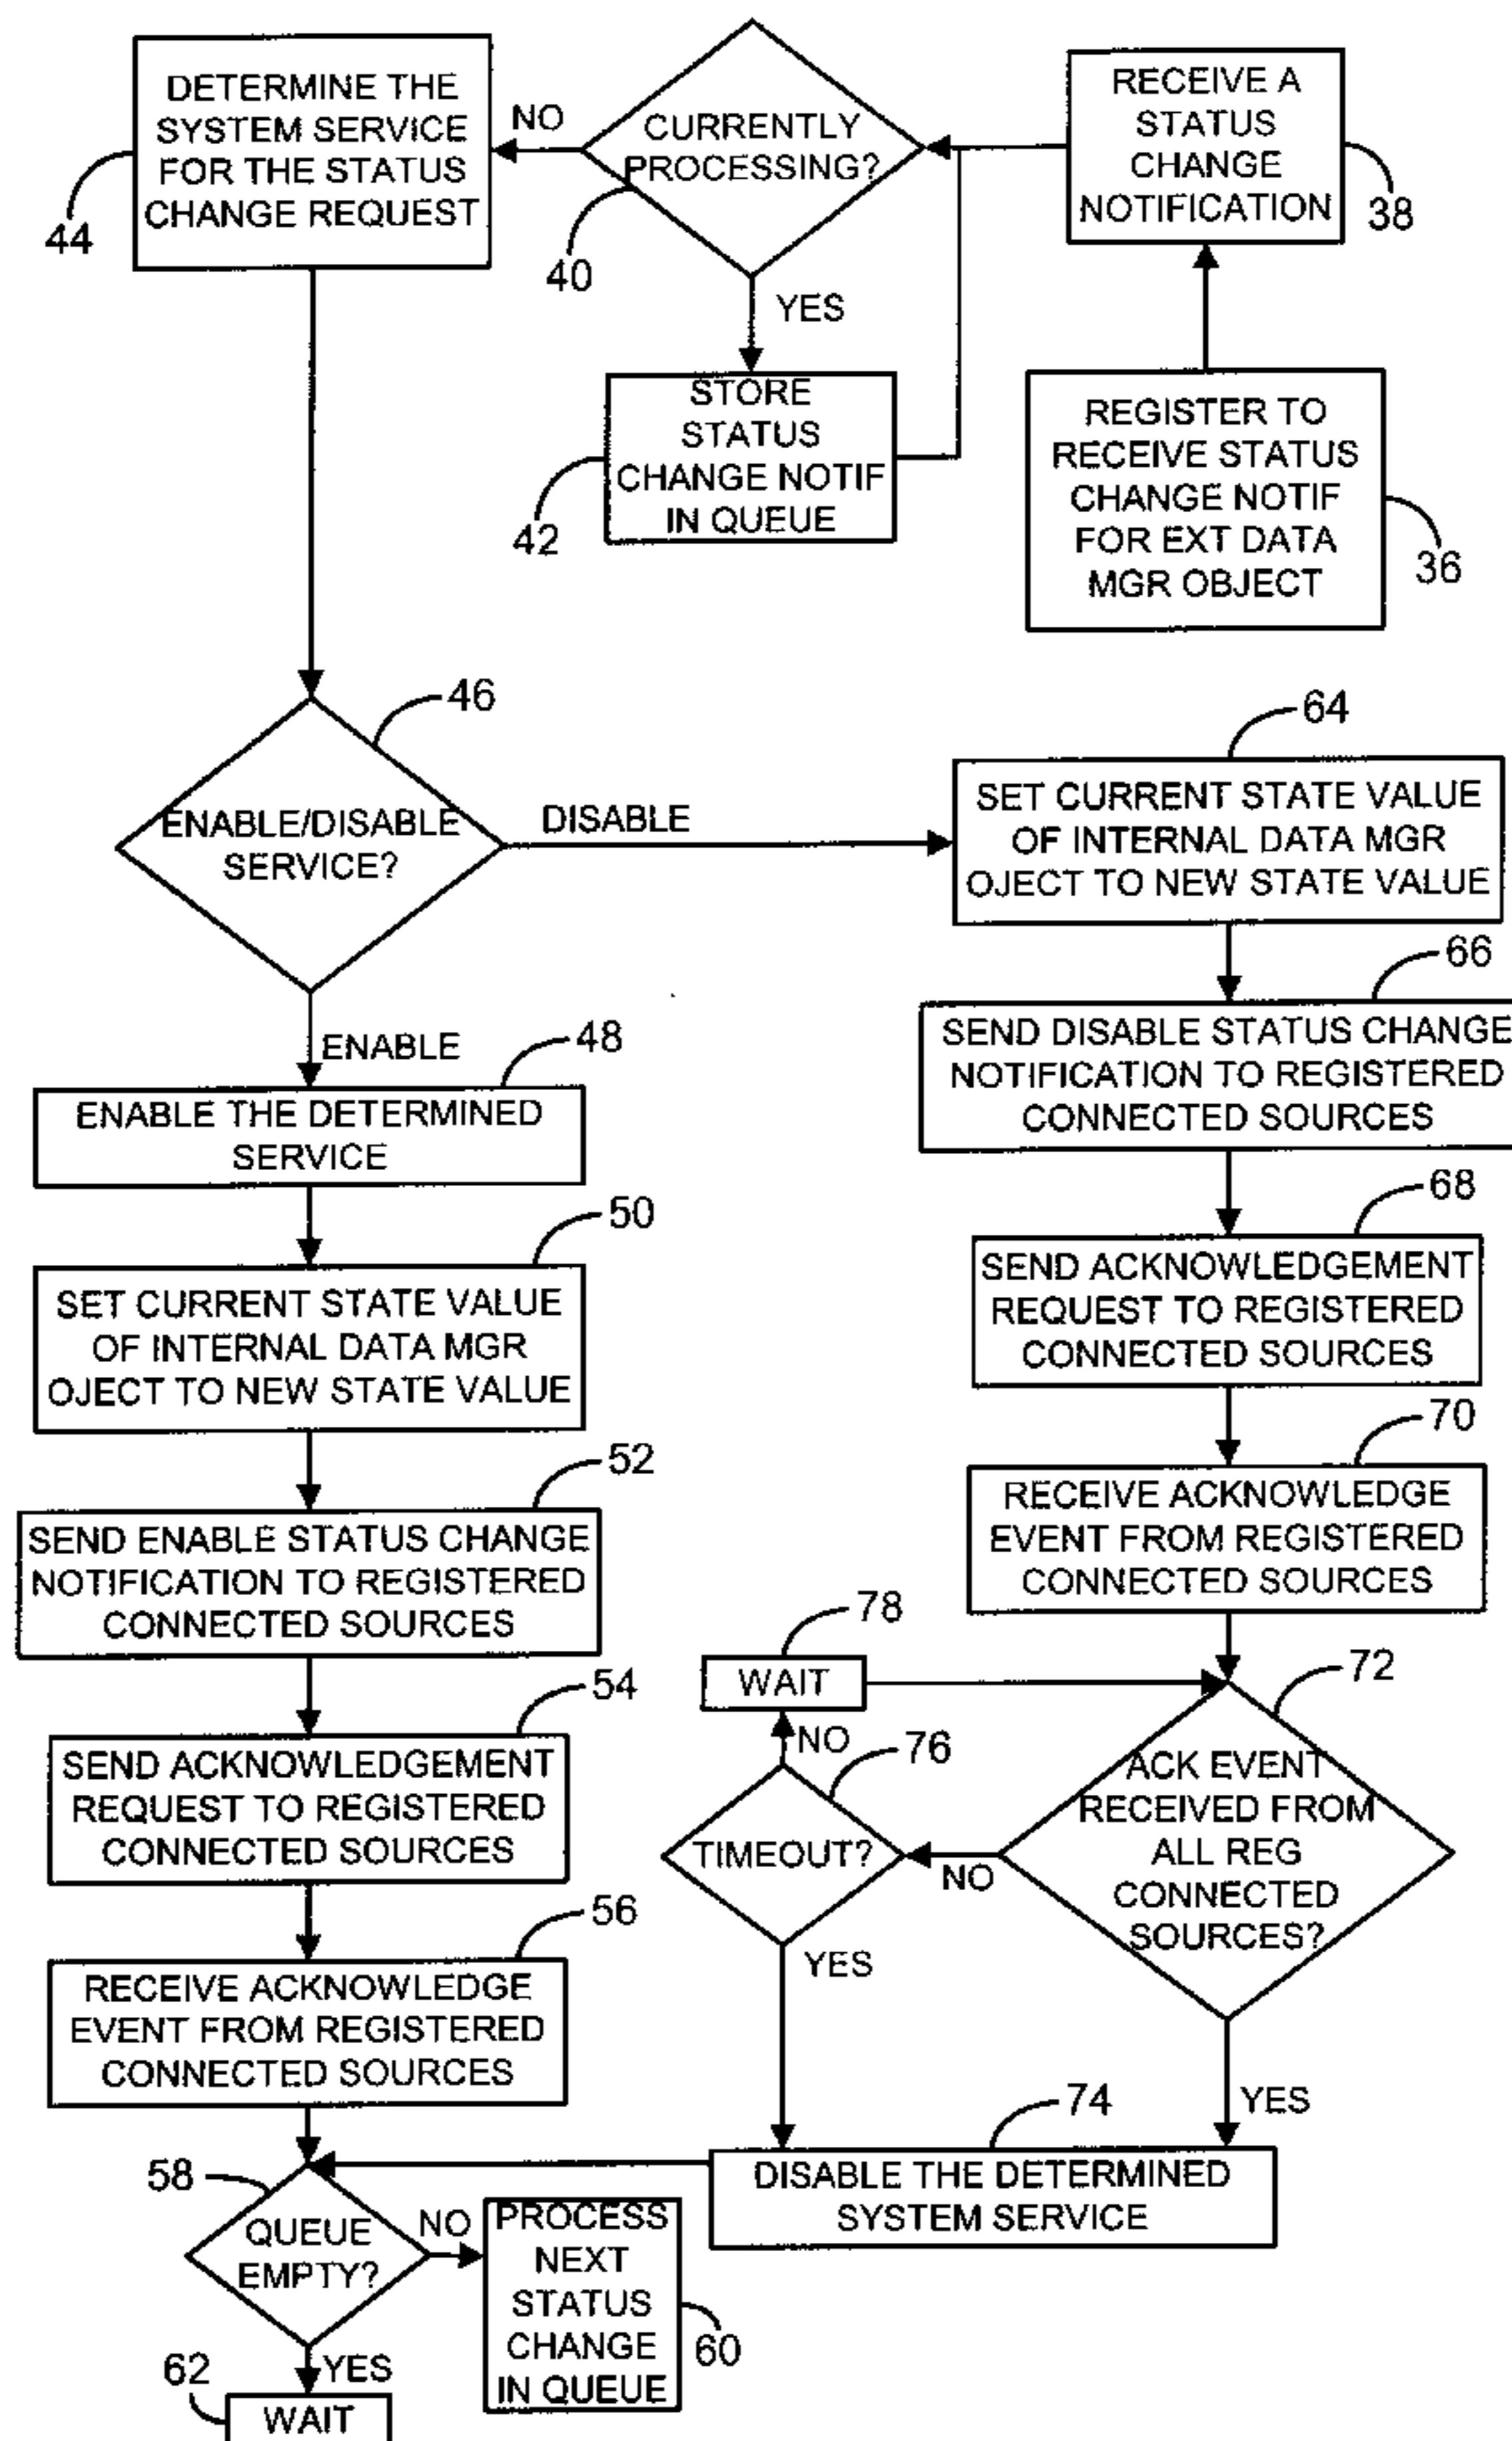 DETERMINE THE
SYSTEM SERVICE
FOR THE STATUS
CHANGE REQUEST
44
NO
CURRENTLY
PROCESSING?
40
YES
RECEIVE A
STATUS
CHANGE
NOTIFICATION
38
STORE
STATUS
CHANGE NOTIF
IN QUEUE
42
REGISTER TO
RECEIVE STATUS
CHANGE NOTIF
FOR EXT DATA
MGR OBJECT
36
46
ENABLE/DISABLE
SERVICE?
DISABLE
ENABLE
64
SET CURRENT STATE VALUE
OF INTERNAL DATA MGR
OJECT TO NEW STATE VALUE
66
SEND DISABLE STATUS CHANGE
NOTIFICATION TO REGISTERED
CONNECTED SOURCES
48
ENABLE THE DETERMINED
SERVICE
68
SEND ACKNOWLEDGEMENT
REQUEST TO REGISTERED
CONNECTED SOURCES
50
SET CURRENT STATE VALUE
OF INTERNAL DATA MGR
OJECT TO NEW STATE VALUE
70
RECEIVE ACKNOWLEDGE
EVENT FROM REGISTERED
CONNECTED SOURCES
52
SEND ENABLE STATUS CHANGE
NOTIFICATION TO REGISTERED
CONNECTED SOURCES
78
WAIT
72
ACK EVENT
RECEIVED FROM
ALL REG
CONNECTED
SOURCES?
NO
76
TIMEOUT?
NO
YES
YES
54
SEND ACKNOWLEDGEMENT
REQUEST TO REGISTERED
CONNECTED SOURCES
56
RECEIVE ACKNOWLEDGE
EVENT FROM REGISTERED
CONNECTED SOURCES
74
DISABLE THE DETERMINED
SYSTEM SERVICE
58
QUEUE
EMPTY?
NO
PROCESS
NEXT
STATUS
CHANGE
IN QUEUE
60
YES
62
WAIT